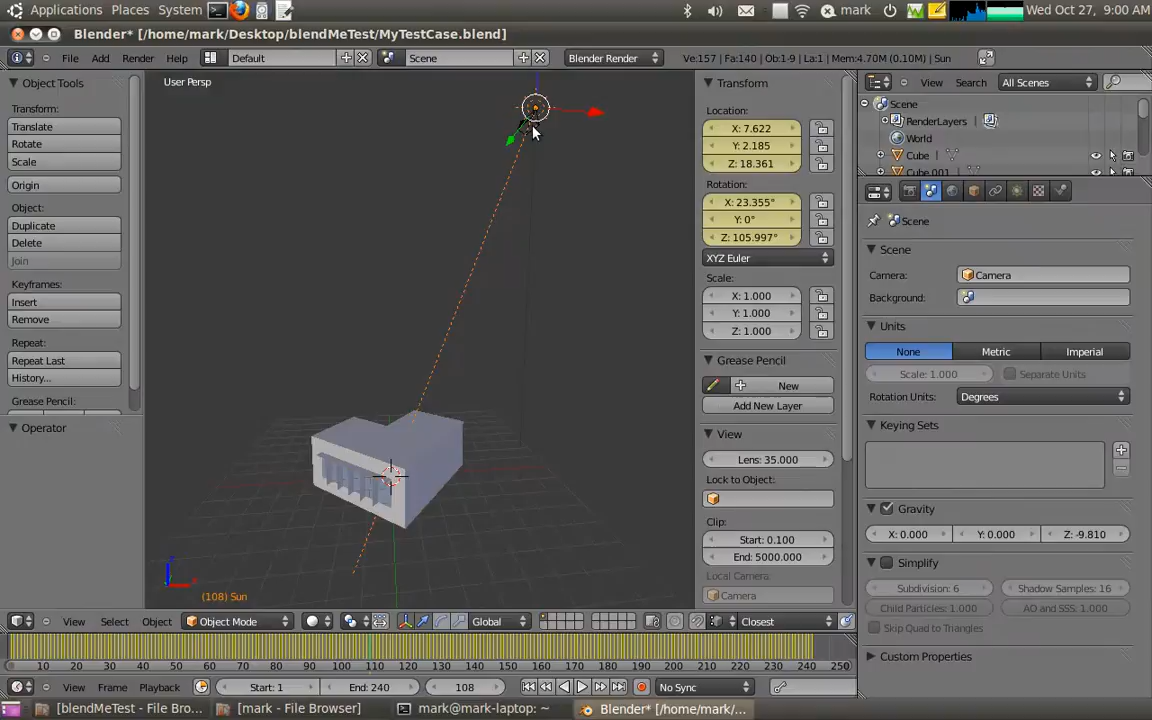 Applications Places System mark Wed Oct 27, 9:00 AM
Blender* [/home/mark/Desktop/blendMeTest/MyTestCase.blend]
File Add Render Help Default Scene Blender Render Ve:157 | Fa:140 | Ob:1-9 | La:1 | Mem:4.70M (0.10M) | Sun
View Search All Scenes
Object Tools
Transform:
Translate
Rotate
Scale
Origin
Object:
Duplicate
Delete
Join
Keyframes:
Insert
Remove
Repeat:
Repeat Last
History...
Grease Pencil:
Operator
User Persp
(108) Sun
Transform
Location:
X: 7.622
Y: 2.185
Z: 18.361
Rotation:
X: 23.355°
Y: 0°
Z: 105.997°
XYZ Euler
Scale:
X: 1.000
Y: 1.000
Z: 1.000
Grease Pencil
New
Add New Layer
View
Lens: 35.000
Lock to Object:
Clip:
Start: 0.100
End: 5000.000
Local Camera:
Camera
Scene
RenderLayers
World
Cube
Cube.001
Scene
Scene
Camera: Camera
Background:
Units
None Metric Imperial
Scale: 1.000 Separate Units
Rotation Units: Degrees
Keying Sets
Gravity
X: 0.000 Y: 0.000 Z: -9.810
Simplify
Subdivision: 6 Shadow Samples: 16
Child Particles: 1.000 AO and SSS: 1.000
Skip Quad to Triangles
Custom Properties
View Select Object Object Mode Global Closest
10 20 30 40 50 60 70 80 90 100 110 120 130 140 150 160 170 180 190 200 210 220 230 240 250
View Frame Playback Start: 1 End: 240 108 No Sync
[blendMeTest - File Bro... [mark - File Browser] mark@mark-laptop: ~ Blender* [/home/mark/...